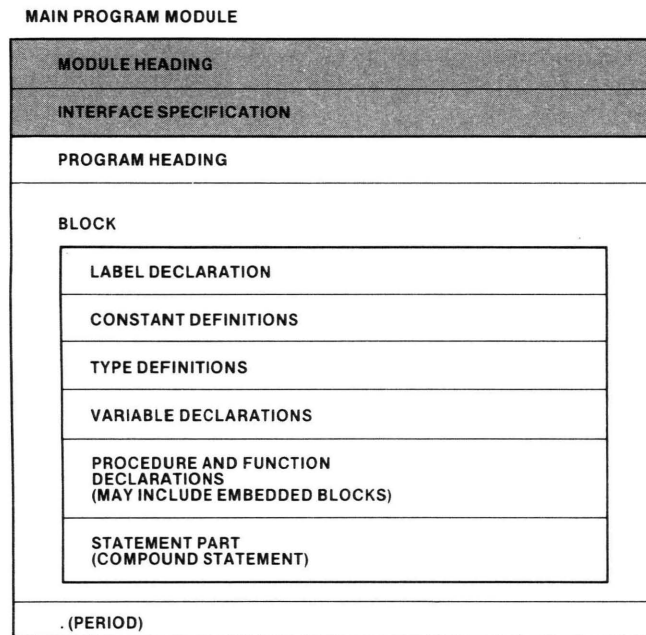 MAIN PROGRAM MODULE
MODULE HEADING
INTERFACE SPECIFICATION
PROGRAM HEADING
BLOCK
LABEL DECLARATION
CONSTANT DEFINITIONS
TYPE DEFINITIONS
VARIABLE DECLARATIONS
PROCEDURE AND FUNCTION
DECLARATIONS
(MAY INCLUDE EMBEDDED BLOCKS)
STATEMENT PART
(COMPOUND STATEMENT)
. (PERIOD)